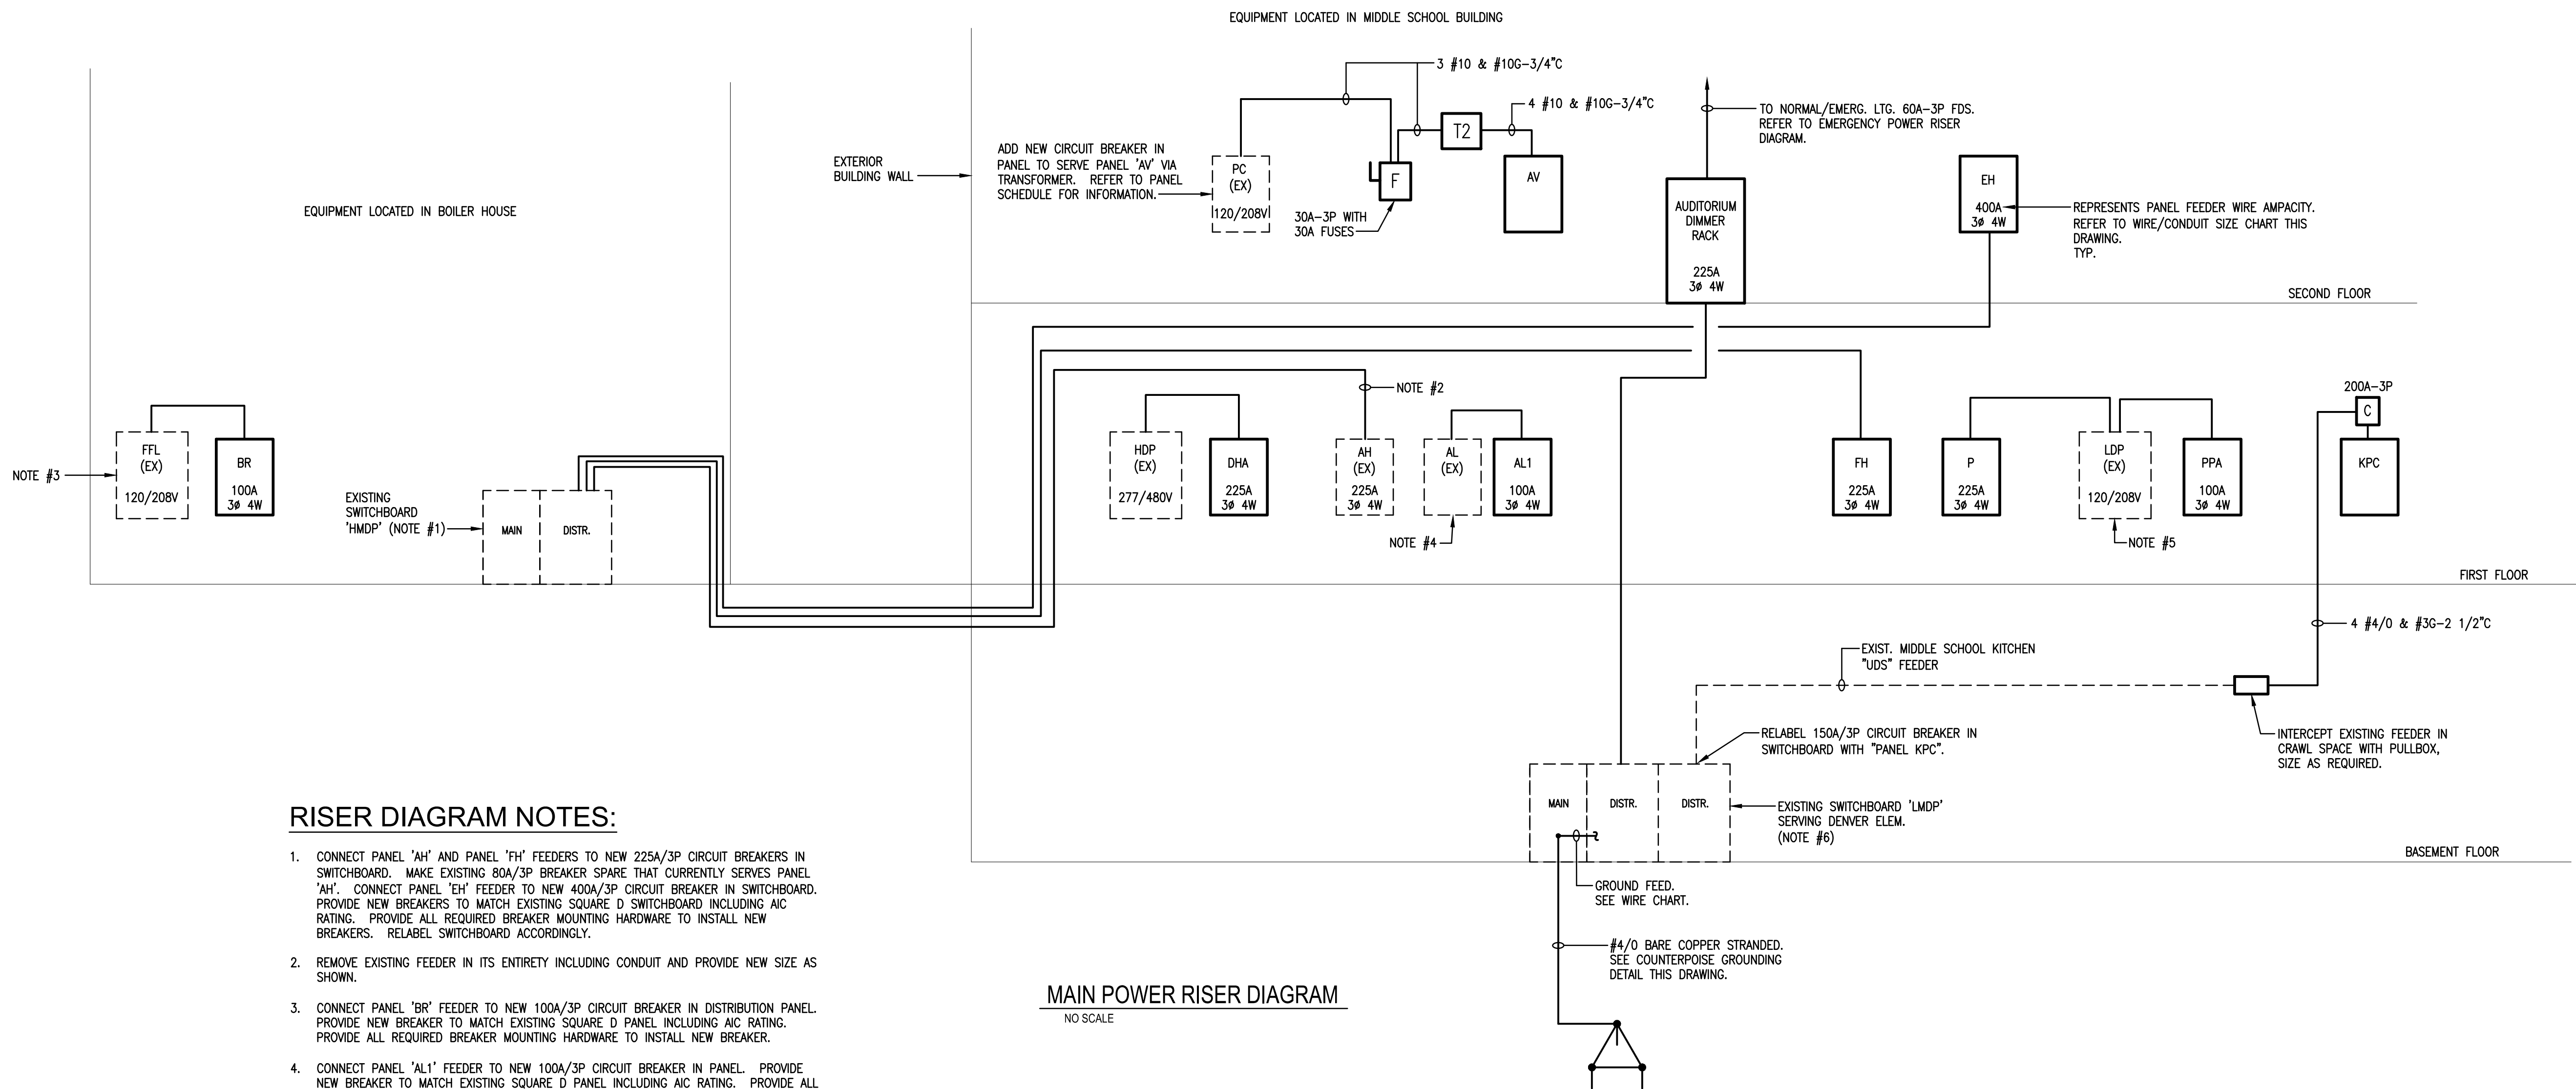 EQUIPMENT LOCATED IN MIDDLE SCHOOL BUILDING
3 #10 & #10G-3/4"C
4 #10 & #10G-3/4"C
TO NORMAL/EMERG. LTG. 60A-3P FDS.
REFER TO EMERGENCY POWER RISER
DIAGRAM.
EXTERIOR
BUILDING WALL
ADD NEW CIRCUIT BREAKER IN
PANEL TO SERVE PANEL 'AV' VIA
TRANSFORMER. REFER TO PANEL
SCHEDULE FOR INFORMATION.
PC
(EX)
120/208V
T2
F
30A-3P WITH
30A FUSES
AV
AUDITORIUM
DIMMER
RACK
225A
3ø 4W
EH
400A
3ø 4W
REPRESENTS PANEL FEEDER WIRE AMPACITY.
REFER TO WIRE/CONDUIT SIZE CHART THIS
DRAWING.
TYP.
EQUIPMENT LOCATED IN BOILER HOUSE
SECOND FLOOR
NOTE #3
FFL
(EX)
120/208V
BR
100A
3ø 4W
EXISTING
SWITCHBOARD
'HMDP' (NOTE #1)
MAIN
DISTR.
NOTE #2
HDP
(EX)
277/480V
DHA
225A
3ø 4W
AH
(EX)
225A
3ø 4W
AL
(EX)
NOTE #4
AL1
100A
3ø 4W
FH
225A
3ø 4W
P
225A
3ø 4W
LDP
(EX)
120/208V
NOTE #5
PPA
100A
3ø 4W
200A-3P
C
KPC
FIRST FLOOR
4 #4/0 & #3G-2 1/2"C
EXIST. MIDDLE SCHOOL KITCHEN
"UDS" FEEDER
RELABEL 150A/3P CIRCUIT BREAKER IN
SWITCHBOARD WITH "PANEL KPC".
INTERCEPT EXISTING FEEDER IN
CRAWL SPACE WITH PULLBOX,
SIZE AS REQUIRED.
MAIN
DISTR.
DISTR.
EXISTING SWITCHBOARD 'LMDP'
SERVING DENVER ELEM.
(NOTE #6)
BASEMENT FLOOR
GROUND FEED.
SEE WIRE CHART.
#4/0 BARE COPPER STRANDED.
SEE COUNTERPOISE GROUNDING
DETAIL THIS DRAWING.
MAIN POWER RISER DIAGRAM
NO SCALE
RISER DIAGRAM NOTES:
1. CONNECT PANEL 'AH' AND PANEL 'FH' FEEDERS TO NEW 225A/3P CIRCUIT BREAKERS IN
SWITCHBOARD. MAKE EXISTING 80A/3P BREAKER SPARE THAT CURRENTLY SERVES PANEL
'AH'. CONNECT PANEL 'EH' FEEDER TO NEW 400A/3P CIRCUIT BREAKER IN SWITCHBOARD.
PROVIDE NEW BREAKERS TO MATCH EXISTING SQUARE D SWITCHBOARD INCLUDING AIC
RATING. PROVIDE ALL REQUIRED BREAKER MOUNTING HARDWARE TO INSTALL NEW
BREAKERS. RELABEL SWITCHBOARD ACCORDINGLY.
2. REMOVE EXISTING FEEDER IN ITS ENTIRETY INCLUDING CONDUIT AND PROVIDE NEW SIZE AS
SHOWN.
3. CONNECT PANEL 'BR' FEEDER TO NEW 100A/3P CIRCUIT BREAKER IN DISTRIBUTION PANEL.
PROVIDE NEW BREAKER TO MATCH EXISTING SQUARE D PANEL INCLUDING AIC RATING.
PROVIDE ALL REQUIRED BREAKER MOUNTING HARDWARE TO INSTALL NEW BREAKER.
4. CONNECT PANEL 'AL1' FEEDER TO NEW 100A/3P CIRCUIT BREAKER IN PANEL. PROVIDE
NEW BREAKER TO MATCH EXISTING SQUARE D PANEL INCLUDING AIC RATING. PROVIDE ALL